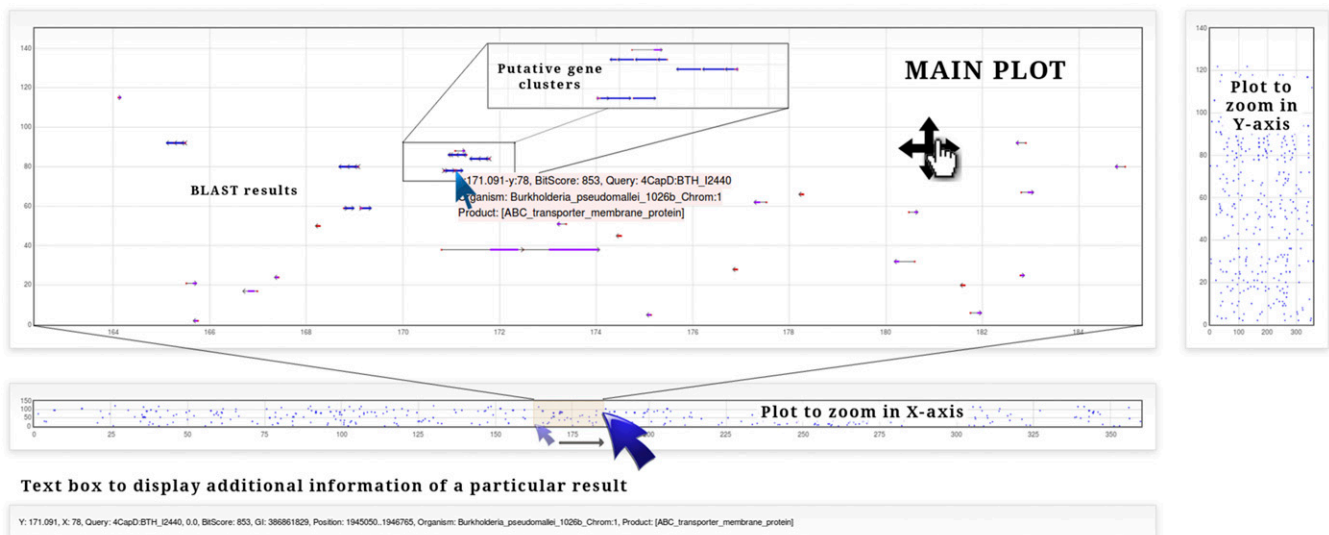 140
120
100
80
60
40
20
0
164
166
168
170
172
174
176
178
180
182
184
Putative gene
clusters
MAIN PLOT
BLAST results
:171.091-y:78, BitScore: 853, Query: 4CapD:BTH_I2440
Organism: Burkholderia_pseudomallei_1026b_Chrom:1
Product: [ABC_transporter_membrane_protein]
140
120
100
80
60
40
20
0
0 100 200 300
Plot to
zoom in
Y-axis
150
100
50
0
0 25 50 75 100 125 150 175 200 225 250 275 300 325 350
Plot to zoom in X-axis
Text box to display additional information of a particular result
Y: 171.091, X: 78, Query: 4CapD:BTH_I2440, 0.0, BitScore: 853, GI: 386861829, Position: 1945050..1946765, Organism: Burkholderia_pseudomallei_1026b_Chrom:1, Product: [ABC_transporter_membrane_protein]